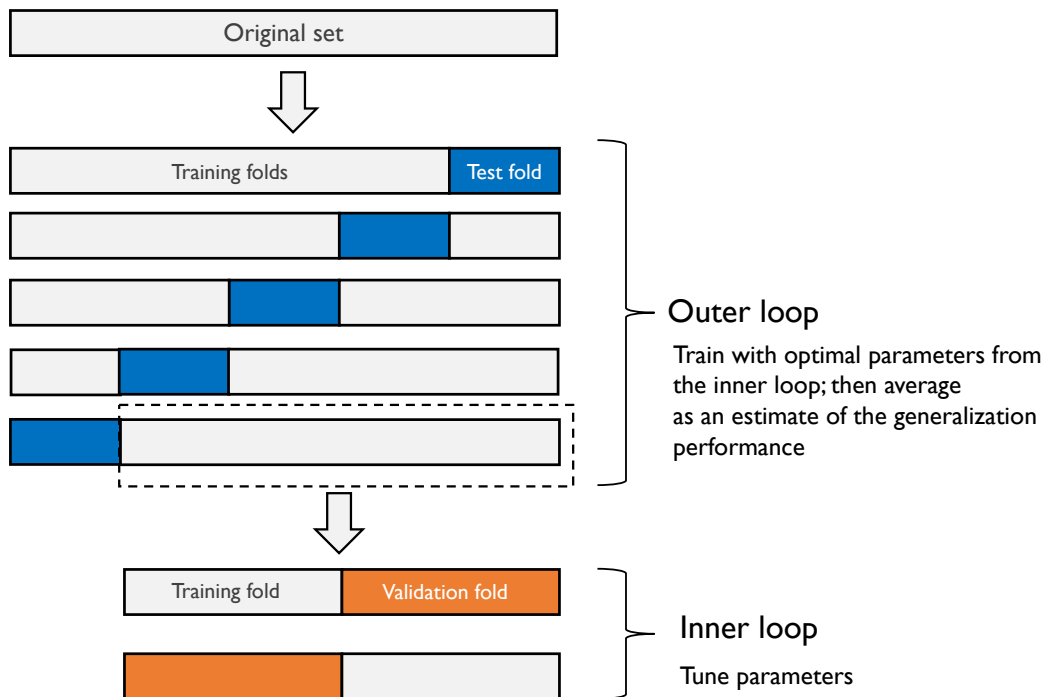 Original set
Training folds
Test fold
Outer loop
Train with optimal parameters from
the inner loop; then average
as an estimate of the generalization
performance
Training fold
Validation fold
Inner loop
Tune parameters